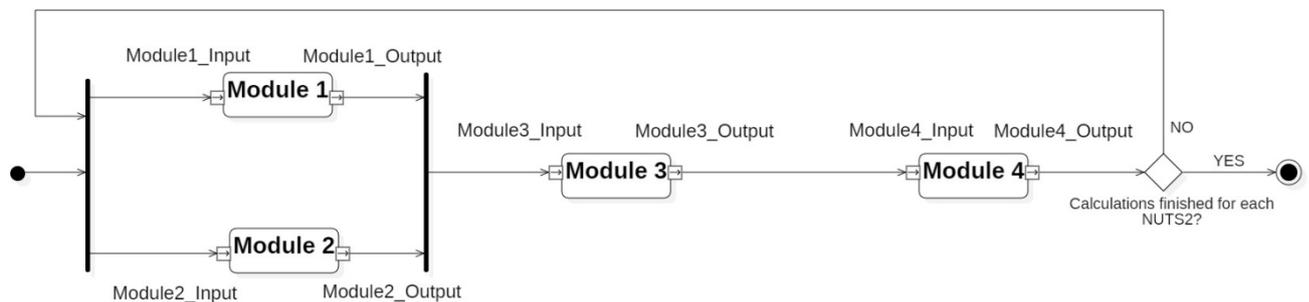 Module1_Input
Module1_Output
Module 1
Module3_Input
Module3_Output
Module4_Input
Module4_Output
NO
Module 3
Module 4
YES
Calculations finished for each
NUTS2?
Module 2
Module2_Input
Module2_Output